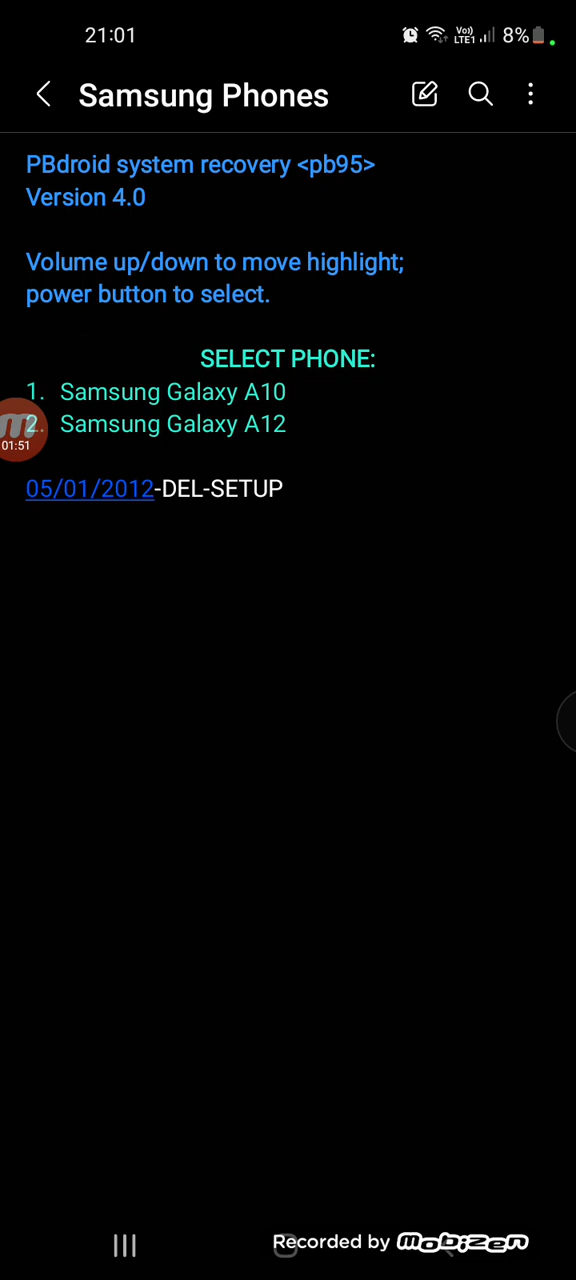 21:01 Vo) LTE1 8%
Samsung Phones
PBdroid system recovery <pb95>
Version 4.0
Volume up/down to move highlight;
power button to select.
SELECT PHONE:
1. Samsung Galaxy A10
2. Samsung Galaxy A12
01:51
05/01/2012-DEL-SETUP
Recorded by mobizen